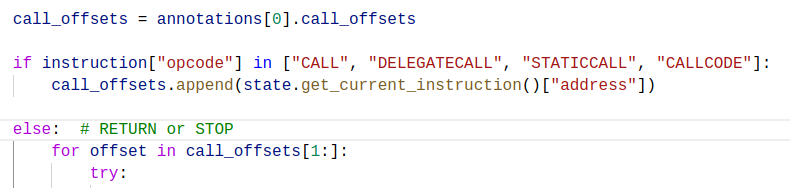 call_offsets = annotations[0].call_offsets
if instruction["opcode"] in ["CALL", "DELEGATECALL", "STATICCALL", "CALLCODE"]:
    call_offsets.append(state.get_current_instruction()["address"])
else:  # RETURN or STOP
    for offset in call_offsets[1:]:
        try: